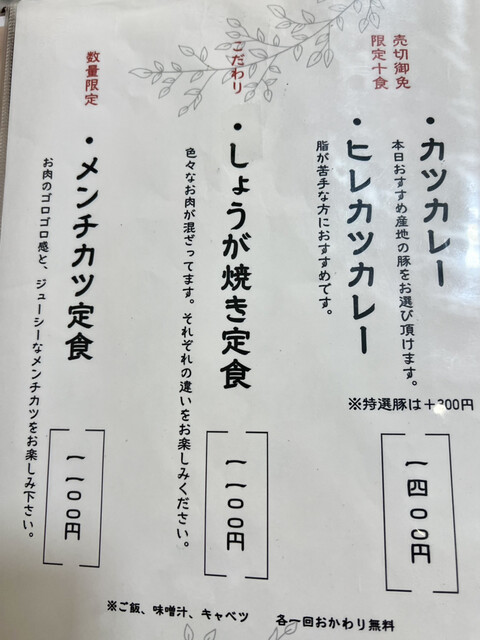 売切御免
限定十食
・カツカレー
本日おすすめ産地の豚をお選び頂けます。
・ヒレカツカレー
脂が苦手な方におすすめです。
※特選豚は+300円
一四〇〇円
こだわり
・しょうが焼き定食
色々なお肉が混ざってます。それぞれの違いをお楽しみください。
一一〇〇円
数量限定
・メンチカツ定食
お肉のゴロゴロ感と、ジューシーなメンチカツをお楽しみ下さい。
一一〇〇円
※ご飯、味噌汁、キャベツ 各一回おかわり無料